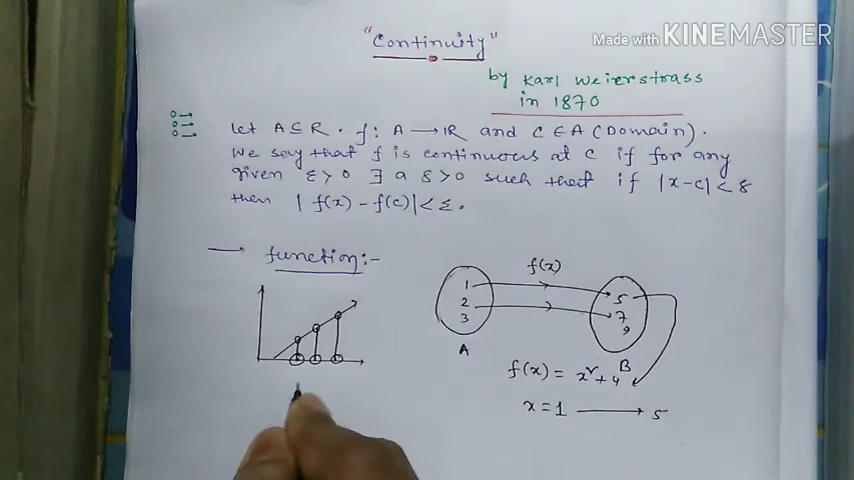 Made with KINEMASTER
"Continuity"
by Karl Weierstrass
in 1870
Let A ⊆ R. f: A → IR and C ∈ A (Domain).
We say that f is continuous at c if for any
given ε > 0 ∃ a δ > 0 such that if |x-c| < δ
then |f(x) - f(c)| < ε.
→ function:-
f(x)
1 5
2 7
3 9
A B
f(x) = x² + 4
x = 1 → 5